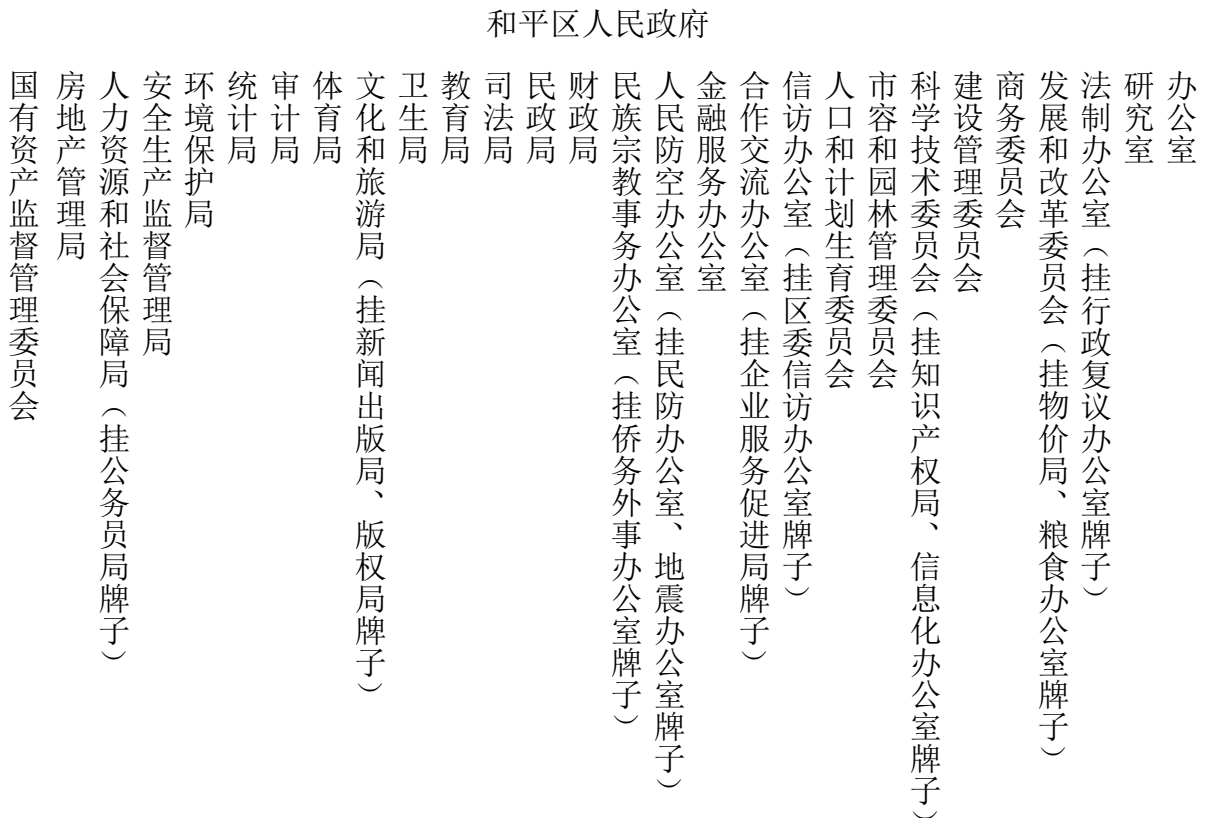 和平区人民政府
办公室
研究室
法制办公室（挂行政复议办公室牌子）
发展和改革委员会（挂物价局、粮食办公室牌子）
商务委员会
建设管理委员会
科学技术委员会（挂知识产权局、信息化办公室牌子）
市容和园林管理委员会
人口和计划生育委员会
信访办公室（挂区委信访办公室牌子）
合作交流办公室（挂企业服务促进局牌子）
金融服务办公室
人民防空办公室（挂民防办公室、地震办公室牌子）
民族宗教事务办公室（挂侨务外事办公室牌子）
财政局
民政局
司法局
教育局
卫生局
文化和旅游局（挂新闻出版局、版权局牌子）
体育局
审计局
统计局
环境保护局
安全生产监督管理局
人力资源和社会保障局（挂公务员局牌子）
房地产管理局
国有资产监督管理委员会